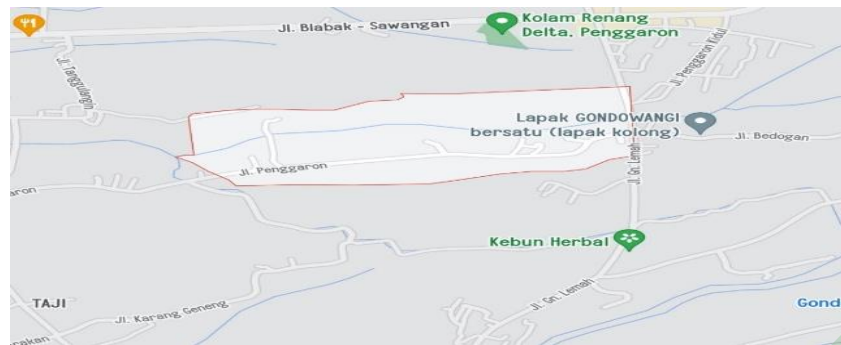 Jl. Blabak - Sawangan
Kolam Renang
Delta, Penggaron
Jl. Tanggulangin
Jl. Penggaron Kidul
Lapak GONDOWANGI
bersatu (lapak kolong)
Jl. Bedogan
Jl. Penggaron
aron
Jl. Gn. Lemah
Kebun Herbal
TAJI
Jl. Karang Geneng
Jl. Gn. Lemah
Gond
rakan